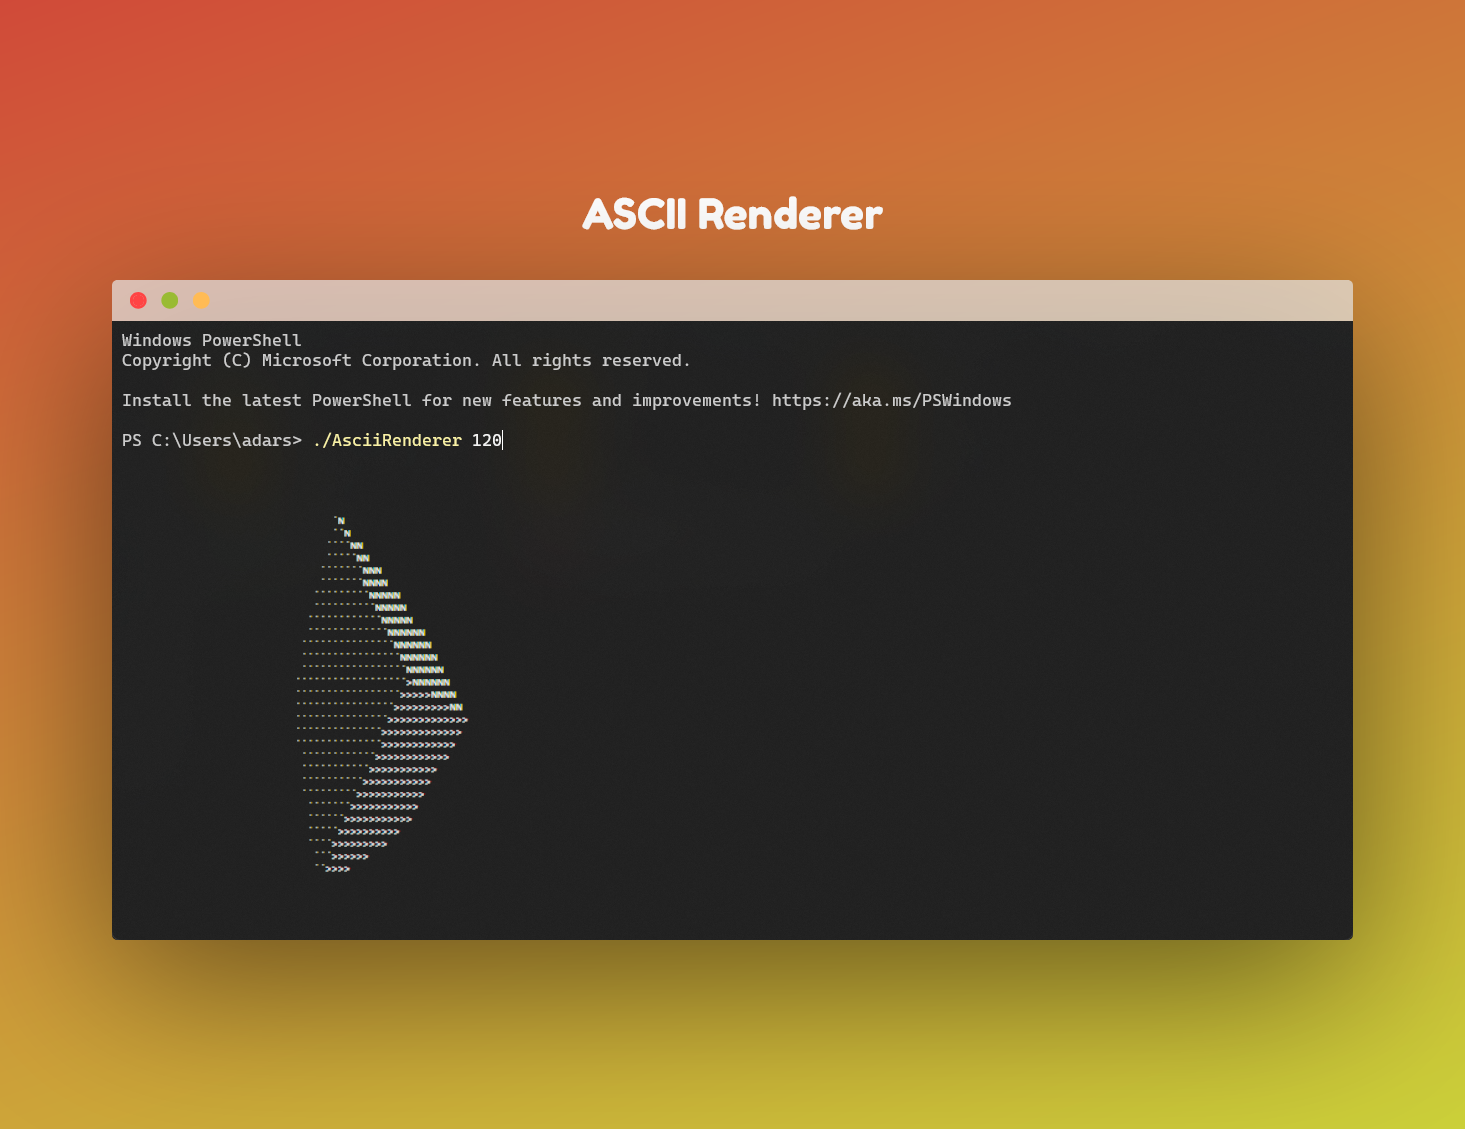 ASCII Renderer
Windows PowerShell
Copyright (C) Microsoft Corporation. All rights reserved.
Install the latest PowerShell for new features and improvements! https://aka.ms/PSWindows
PS C:\Users\adars> ./AsciiRenderer 120